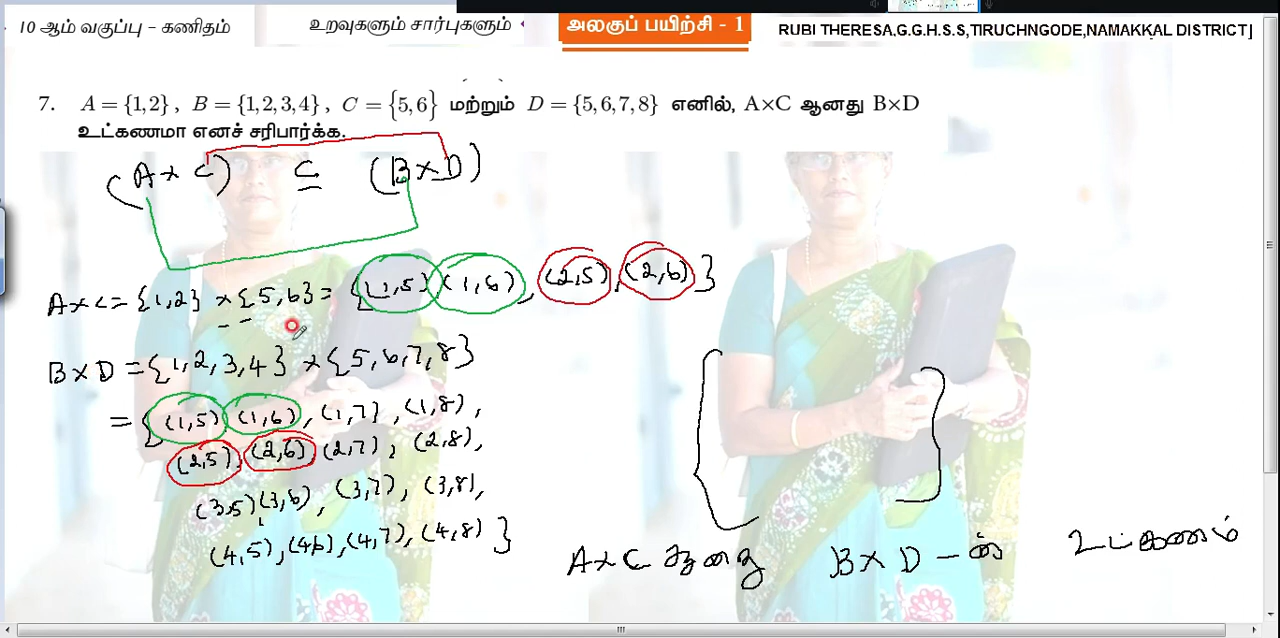 10 ஆம் வகுப்பு – கணிதம் உறவுகளும் சார்புகளும் அலகுப் பயிற்சி - 1 RUBI THERESA,G.G.H.S.S,TIRUCHNGODE,NAMAKKAL DISTRICT]
7. A = {1,2}, B = {1,2,3,4}, C = {5,6} மற்றும் D = {5,6,7,8} எனில், A×C ஆனது B×D
உட்கணமா எனச் சரிபார்க்க.
(A×C) ⊆ (B×D)
A×C = {1,2} × {5,6} = {(1,5) (1,6), (2,5), (2,6)}
B×D = {1,2,3,4} × {5,6,7,8}
= {(1,5) (1,6), (1,7), (1,8),
(2,5), (2,6) (2,7), (2,8),
(3,5), (3,6), (3,7), (3,8),
(4,5), (4,6), (4,7), (4,8)}
A×C ஆனது B×D – ன் உட்கணம்